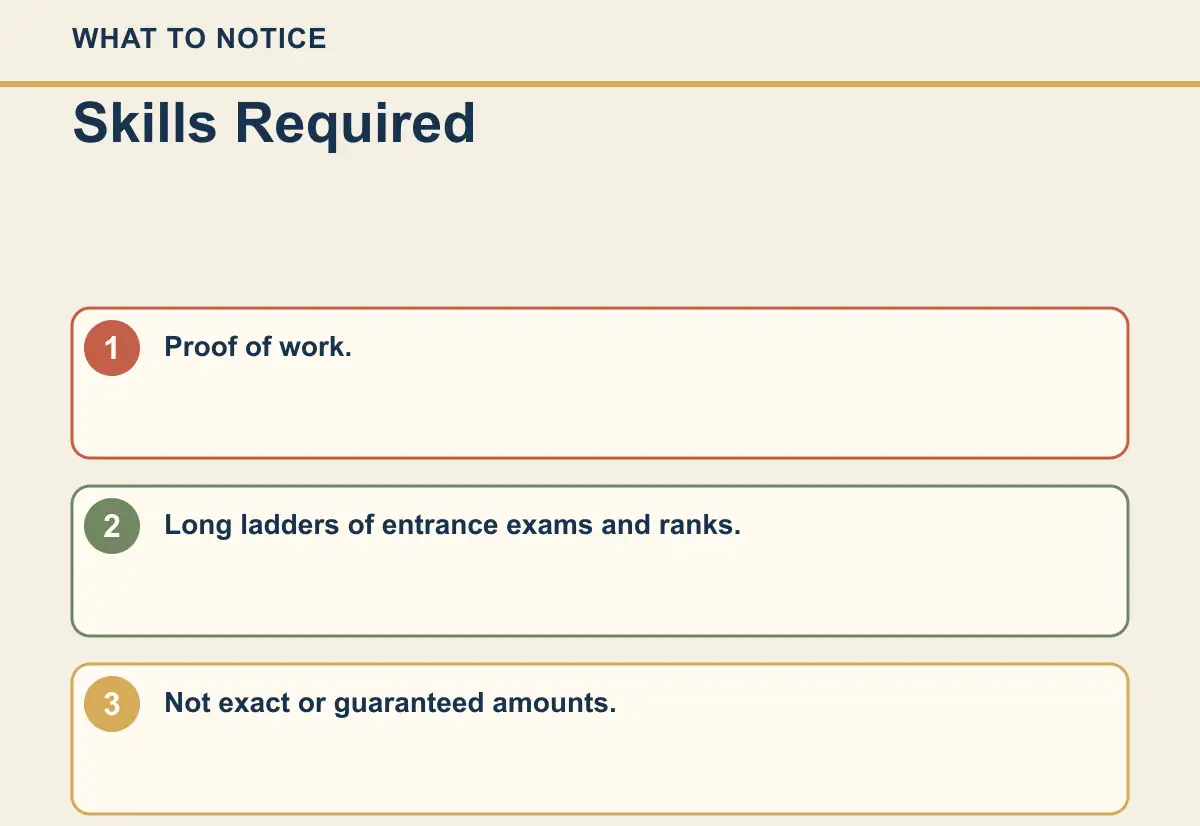 WHAT TO NOTICE
Skills Required
1 Proof of work.
2 Long ladders of entrance exams and ranks.
3 Not exact or guaranteed amounts.